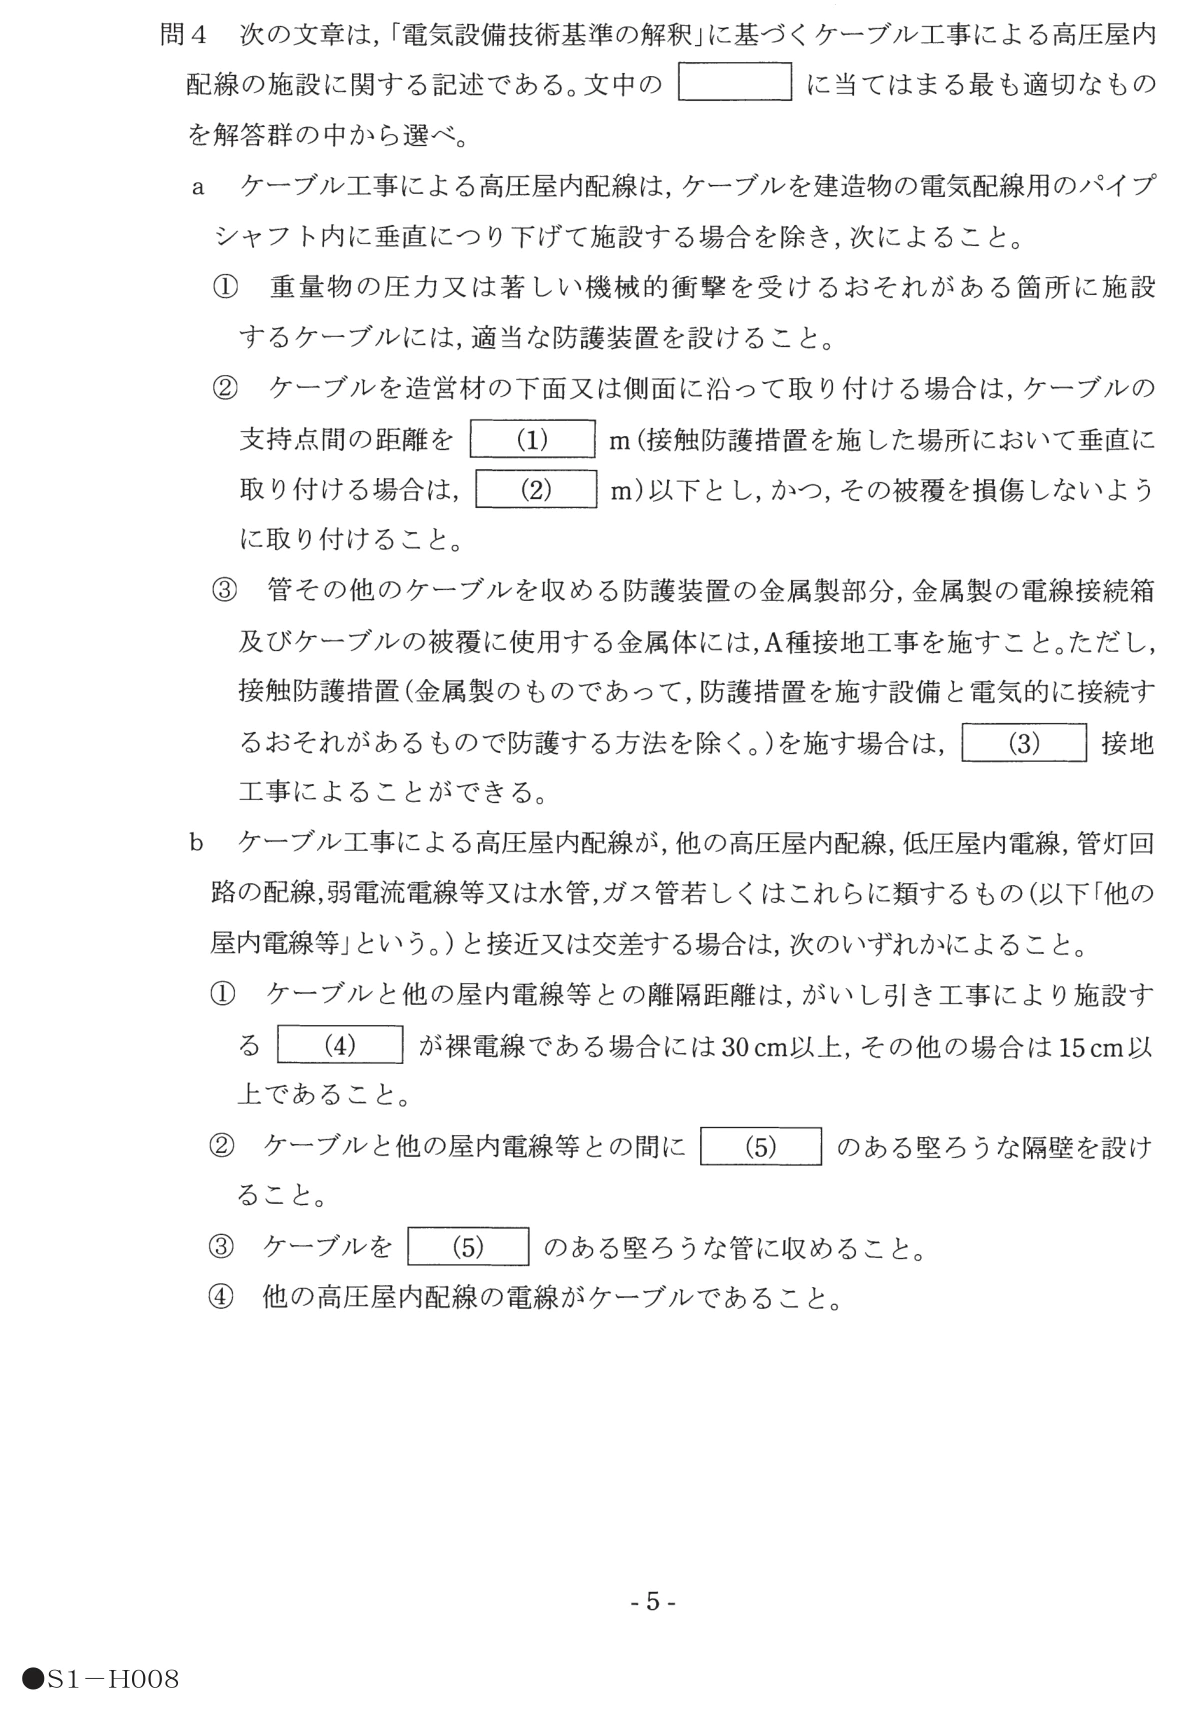 問４　次の文章は，「電気設備技術基準の解釈」に基づくケーブル工事による高圧屋内
配線の施設に関する記述である。文中の　　　　に当てはまる最も適切なもの
を解答群の中から選べ。
a　ケーブル工事による高圧屋内配線は，ケーブルを建造物の電気配線用のパイプ
シャフト内に垂直につり下げて施設する場合を除き，次によること。
①　重量物の圧力又は著しい機械的衝撃を受けるおそれがある箇所に施設
するケーブルには，適当な防護装置を設けること。
②　ケーブルを造営材の下面又は側面に沿って取り付ける場合は，ケーブルの
支持点間の距離を (1) m（接触防護措置を施した場所において垂直に
取り付ける場合は， (2) m）以下とし，かつ，その被覆を損傷しないよう
に取り付けること。
③　管その他のケーブルを収める防護装置の金属製部分，金属製の電線接続箱
及びケーブルの被覆に使用する金属体には，A種接地工事を施すこと。ただし，
接触防護措置（金属製のものであって，防護措置を施す設備と電気的に接続す
るおそれがあるもので防護する方法を除く。）を施す場合は， (3) 接地
工事によることができる。
b　ケーブル工事による高圧屋内配線が，他の高圧屋内配線，低圧屋内電線，管灯回
路の配線，弱電流電線等又は水管，ガス管若しくはこれらに類するもの（以下「他の
屋内電線等」という。）と接近又は交差する場合は，次のいずれかによること。
①　ケーブルと他の屋内電線等との離隔距離は，がいし引き工事により施設す
る (4) が裸電線である場合には30 cm以上，その他の場合は15 cm以
上であること。
②　ケーブルと他の屋内電線等との間に (5) のある堅ろうな隔壁を設け
ること。
③　ケーブルを (5) のある堅ろうな管に収めること。
④　他の高圧屋内配線の電線がケーブルであること。
- 5 -
●S1－H008